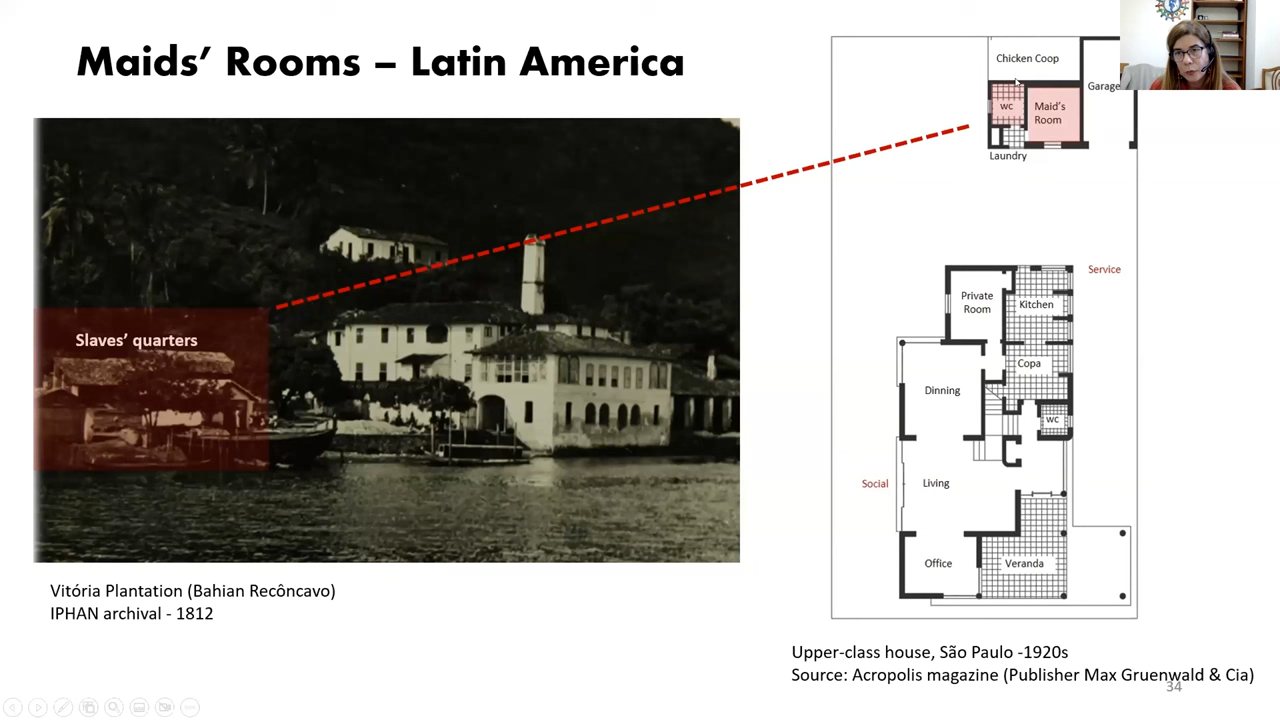 Maids’ Rooms – Latin America
Slaves’ quarters
Vitória Plantation (Bahian Recôncavo)
IPHAN archival - 1812
Chicken Coop
Garage
wc
Maid’s
Room
Laundry
Service
Private
Room
Kitchen
Copa
Dinning
wc
Social
Living
Office
Veranda
Upper-class house, São Paulo -1920s
Source: Acropolis magazine (Publisher Max Gruenwald & Cia)
34